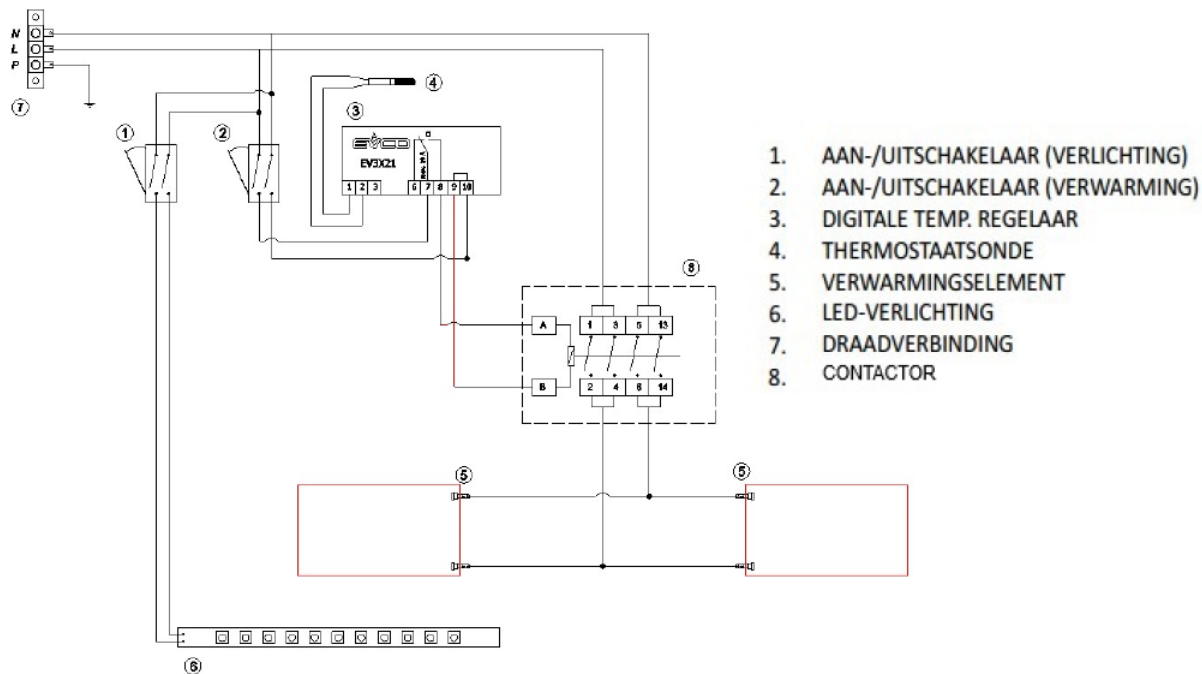 N
L
P
7
1
2
3
4
EVCO
EV3X21
1 2 3 6 7 8 9 10
8
A
1 3 5 13
B
2 4 6 14
5
5
6
1. AAN-/UITSCHAKELAAR (VERLICHTING)
2. AAN-/UITSCHAKELAAR (VERWARMING)
3. DIGITALE TEMP. REGELAAR
4. THERMOSTAATSONDE
5. VERWARMINGSELEMENT
6. LED-VERLICHTING
7. DRAADVERBINDING
8. CONTACTOR